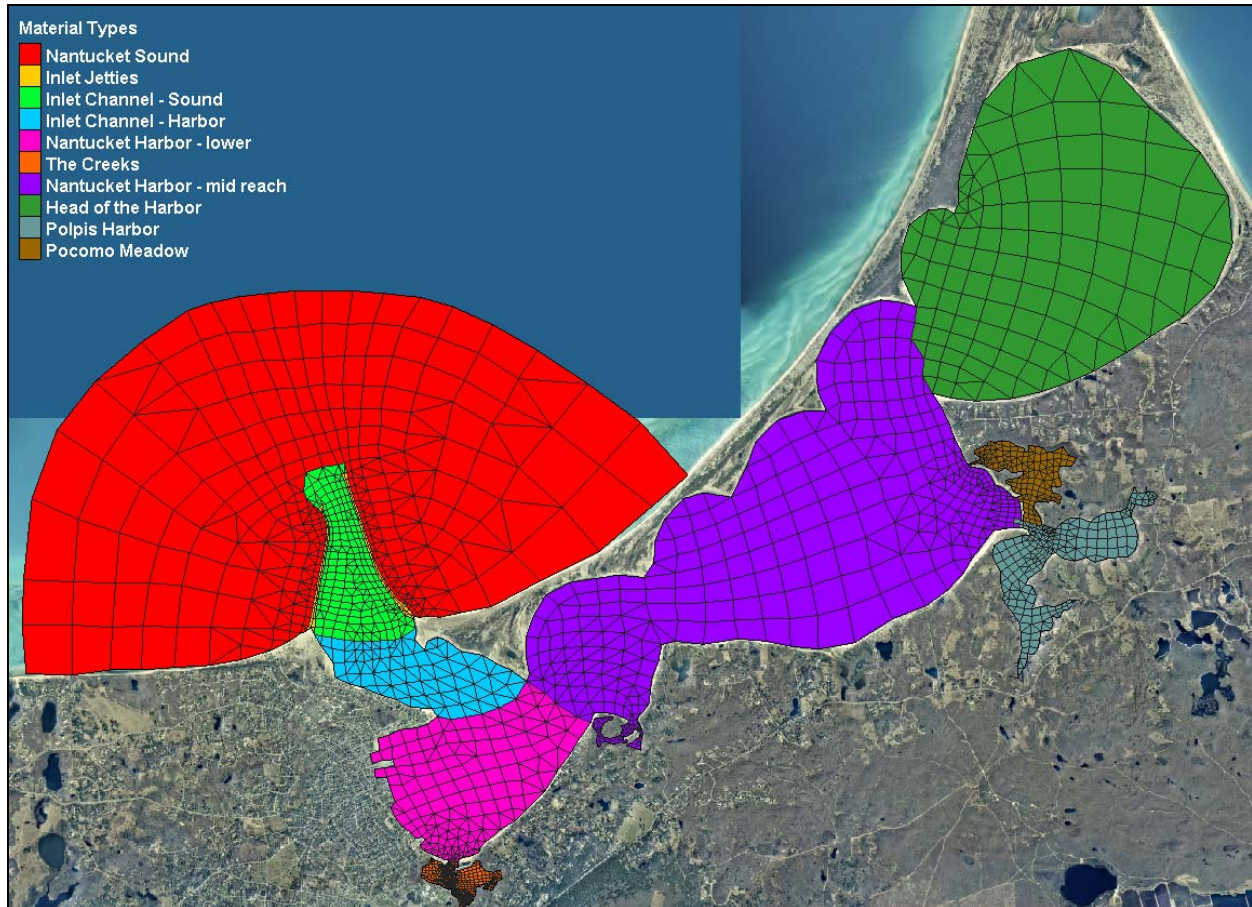 Material Types
Nantucket Sound
Inlet Jetties
Inlet Channel - Sound
Inlet Channel - Harbor
Nantucket Harbor - lower
The Creeks
Nantucket Harbor - mid reach
Head of the Harbor
Polpis Harbor
Pocomo Meadow